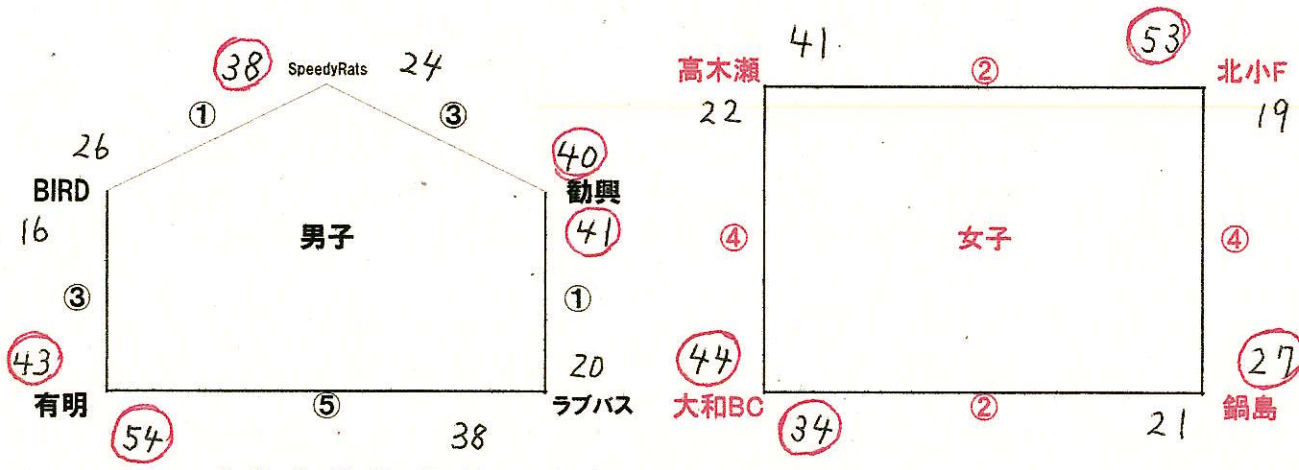 38 SpeedyRats 24
① ③
26 40
BIRD 勧興
16 男子 41
③ ①
43 20
有明 ⑤ ラブバス
54 38
41 53
高木瀬 ② 北小F
22 19
④ 女子 ④
44 27
大和BC ② 鍋島
34 21